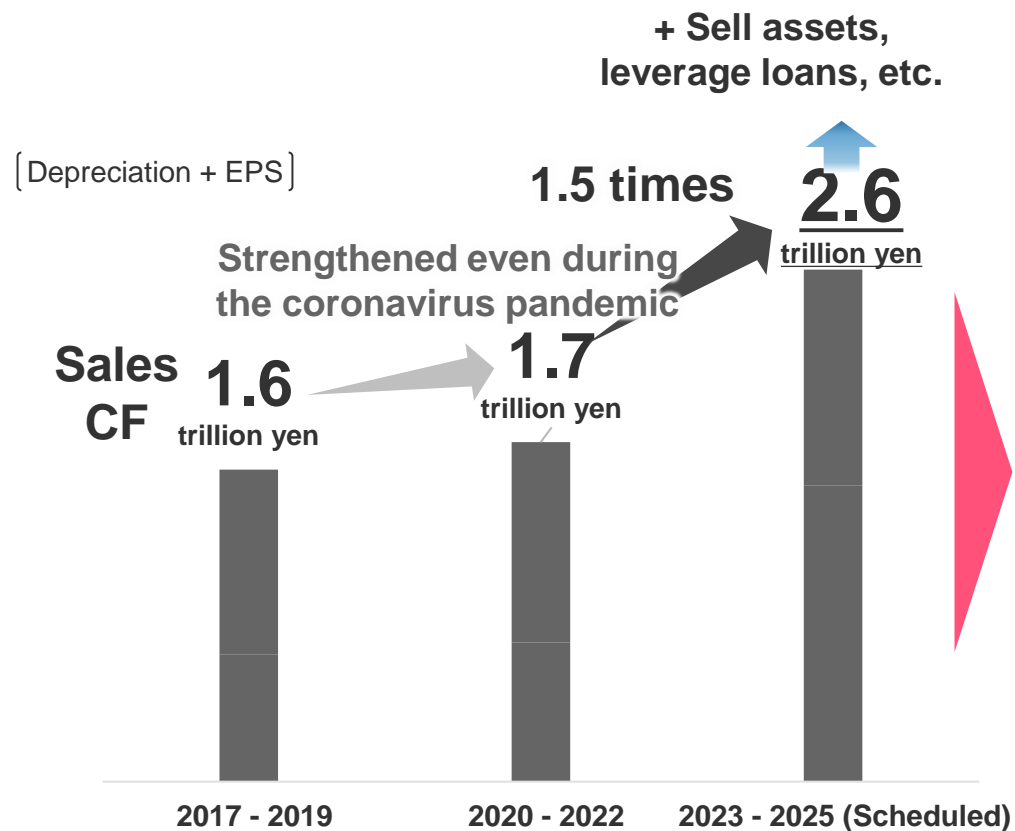 + Sell assets,
leverage loans, etc.
[Depreciation + EPS]
1.5 times
2.6
trillion yen
Strengthened even during
the coronavirus pandemic
Sales
CF
1.6
trillion yen
1.7
trillion yen
2017 - 2019
2020 - 2022
2023 - 2025 (Scheduled)